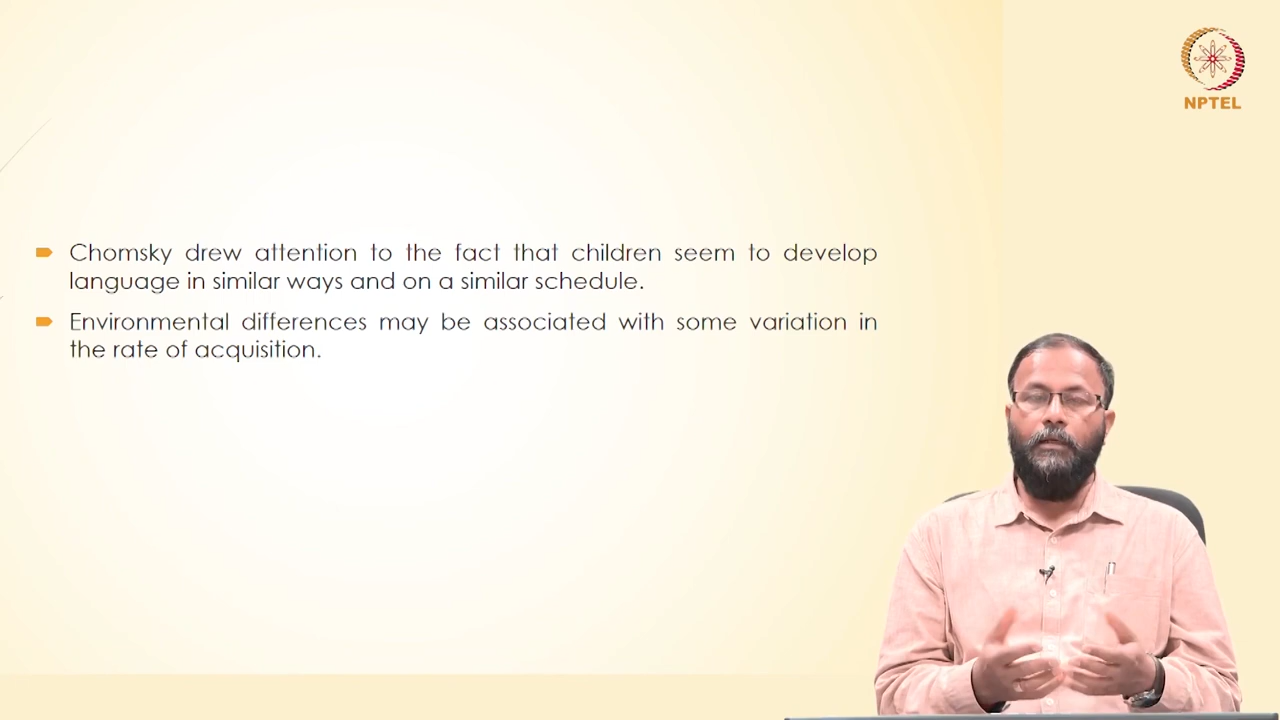 NPTEL
Chomsky drew attention to the fact that children seem to develop
language in similar ways and on a similar schedule.
Environmental differences may be associated with some variation in
the rate of acquisition.